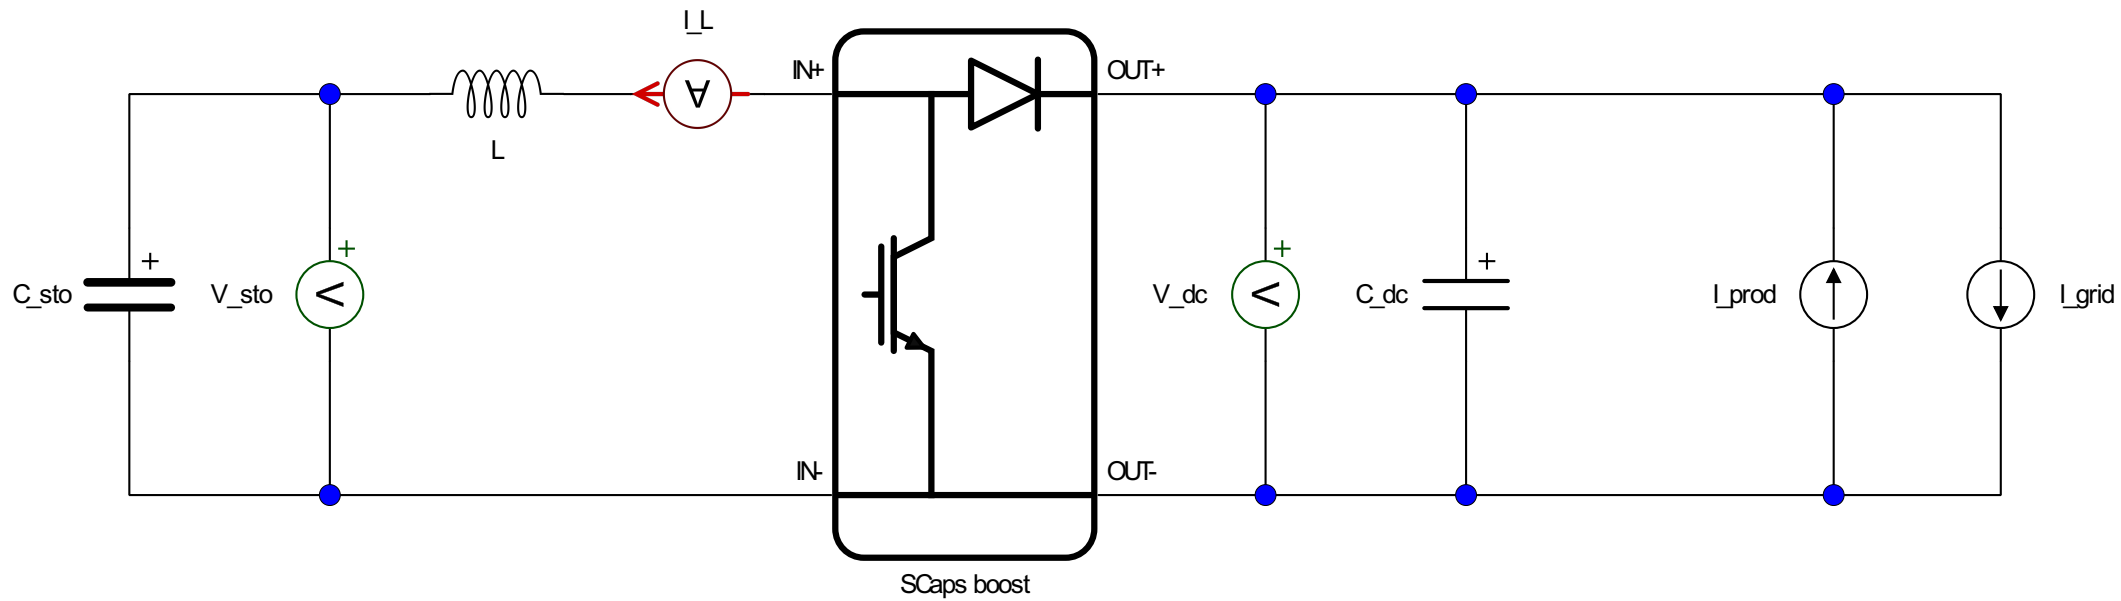 I_L
IN+
OUT+
A
L
+
+
+
C_sto
V_sto
V
V_dc
V
C_dc
I_prod
I_grid
IN-
OUT-
SCaps boost